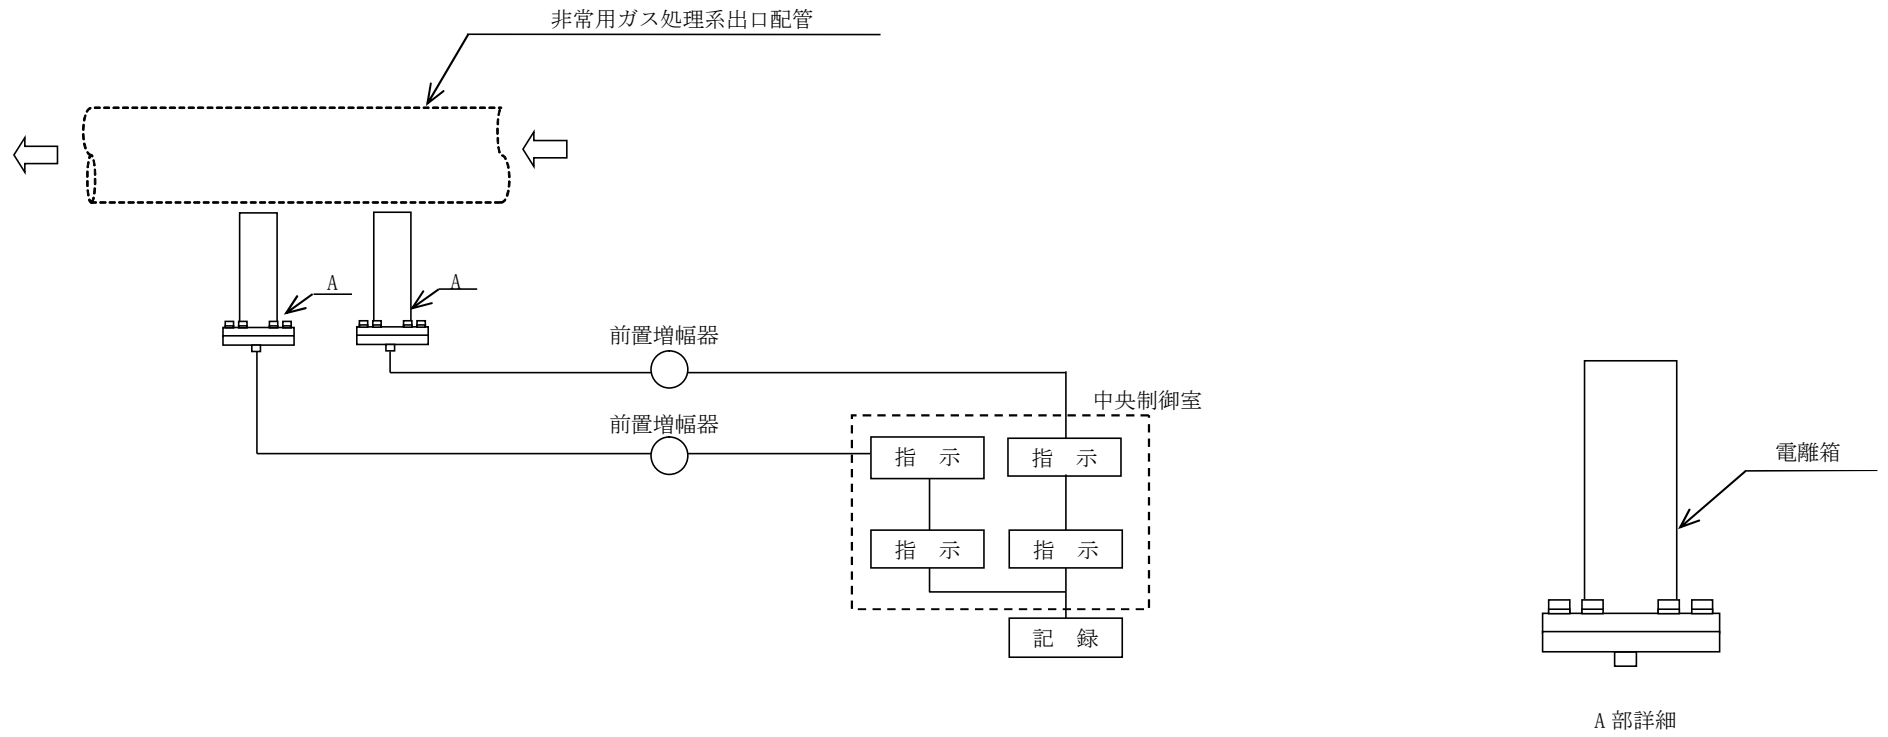 非常用ガス処理系出口配管
A
A
前置増幅器
中央制御室
前置増幅器
指 示
指 示
電離箱
指 示
指 示
記 録
A 部詳細